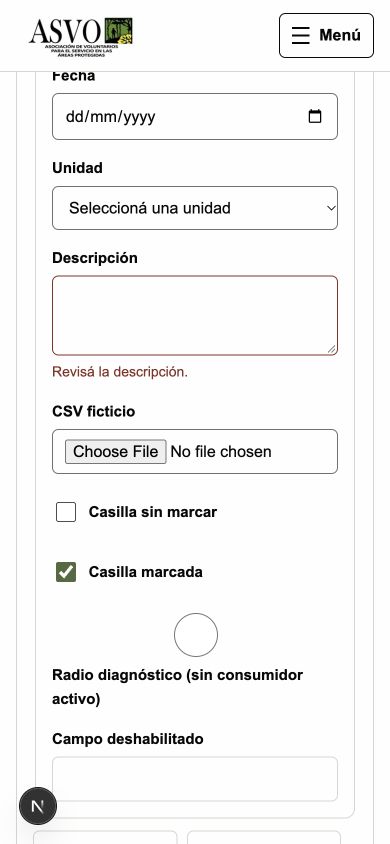 ASVO
ASOCIACIÓN DE VOLUNTARIOS
PARA EL SERVICIO EN LAS
ÁREAS PROTEGIDAS
Menú
Fecha
dd/mm/yyyy
Unidad
Seleccioná una unidad
Descripción
Revisá la descripción.
CSV ficticio
Choose File No file chosen
Casilla sin marcar
Casilla marcada
Radio diagnóstico (sin consumidor
activo)
Campo deshabilitado
N